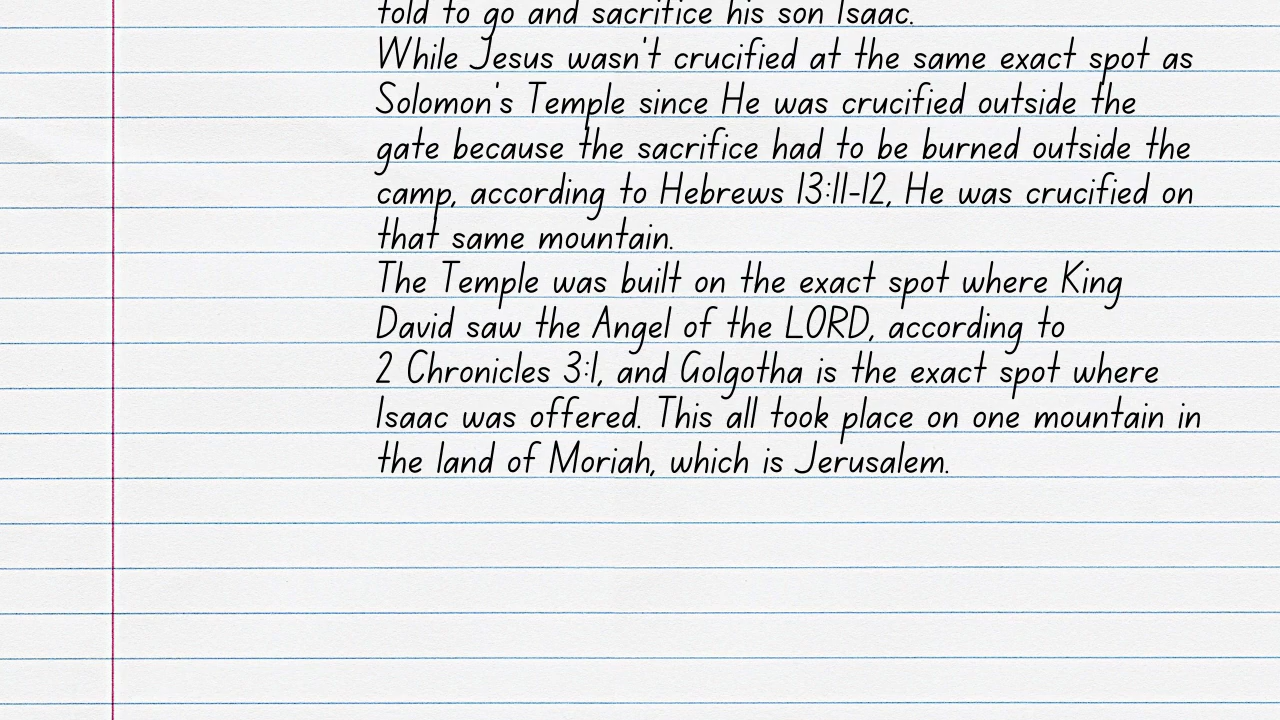 told to go and sacrifice his son Isaac.
While Jesus wasn't crucified at the same exact spot as
Solomon's Temple since He was crucified outside the
gate because the sacrifice had to be burned outside the
camp, according to Hebrews 13:11-12, He was crucified on
that same mountain.
The Temple was built on the exact spot where King
David saw the Angel of the LORD, according to
2 Chronicles 3:1, and Golgotha is the exact spot where
Isaac was offered. This all took place on one mountain in
the land of Moriah, which is Jerusalem.